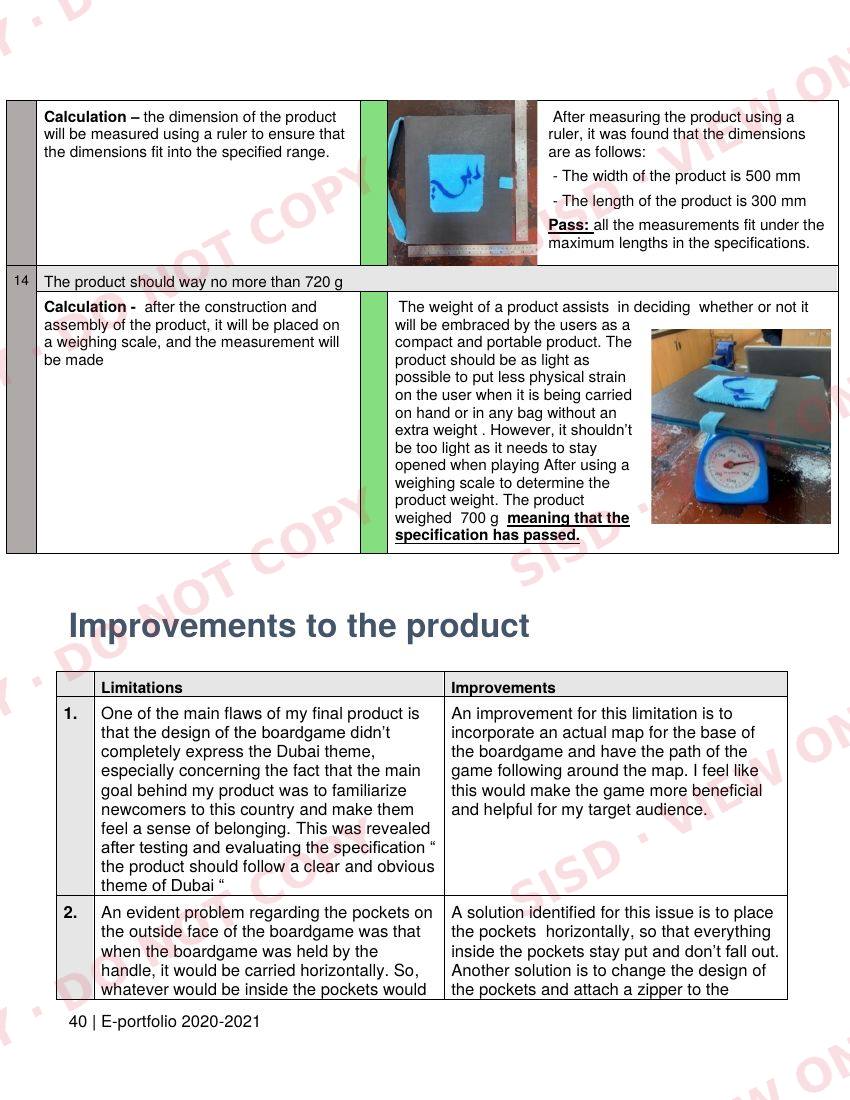 Calculation – the dimension of the product
will be measured using a ruler to ensure that
the dimensions fit into the specified range.
After measuring the product using a
ruler, it was found that the dimensions
are as follows:
- The width of the product is 500 mm
- The length of the product is 300 mm
Pass: all the measurements fit under the
maximum lengths in the specifications.
14 The product should way no more than 720 g
Calculation - after the construction and
assembly of the product, it will be placed on
a weighing scale, and the measurement will
be made
The weight of a product assists in deciding whether or not it
will be embraced by the users as a
compact and portable product. The
product should be as light as
possible to put less physical strain
on the user when it is being carried
on hand or in any bag without an
extra weight . However, it shouldn't
be too light as it needs to stay
opened when playing After using a
weighing scale to determine the
product weight. The product
weighed 700 g meaning that the
specification has passed.
Improvements to the product
Limitations
Improvements
1.
One of the main flaws of my final product is
that the design of the boardgame didn't
completely express the Dubai theme,
especially concerning the fact that the main
goal behind my product was to familiarize
newcomers to this country and make them
feel a sense of belonging. This was revealed
after testing and evaluating the specification “
the product should follow a clear and obvious
theme of Dubai “
An improvement for this limitation is to
incorporate an actual map for the base of
the boardgame and have the path of the
game following around the map. I feel like
this would make the game more beneficial
and helpful for my target audience.
2.
An evident problem regarding the pockets on
the outside face of the boardgame was that
when the boardgame was held by the
handle, it would be carried horizontally. So,
whatever would be inside the pockets would
A solution identified for this issue is to place
the pockets horizontally, so that everything
inside the pockets stay put and don't fall out.
Another solution is to change the design of
the pockets and attach a zipper to the
40 | E-portfolio 2020-2021
SISD · VIEW ON
Y · DO NOT COPY
دبي